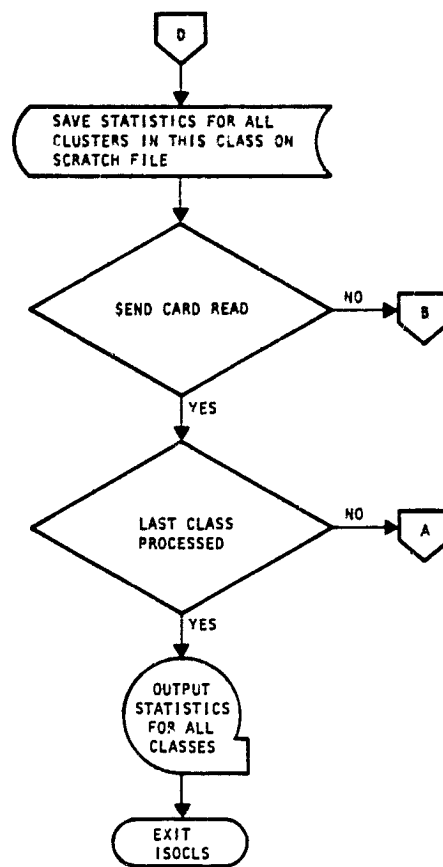 D
SAVE STATISTICS FOR ALL
CLUSTERS IN THIS CLASS ON
SCRATCH FILE
$END CARD READ
NO
B
YES
LAST CLASS
PROCESSED
NO
A
YES
OUTPUT
STATISTICS
FOR ALL
CLASSES
EXIT
ISOCLS